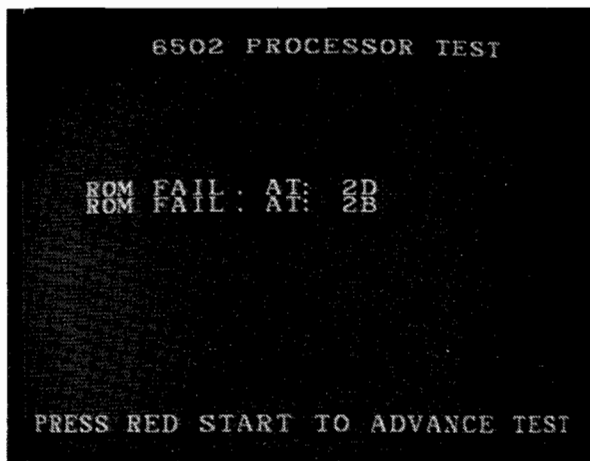 6502 PROCESSOR TEST
ROM FAIL. AT: 2D
ROM FAIL. AT: 2B
PRESS RED START TO ADVANCE TEST